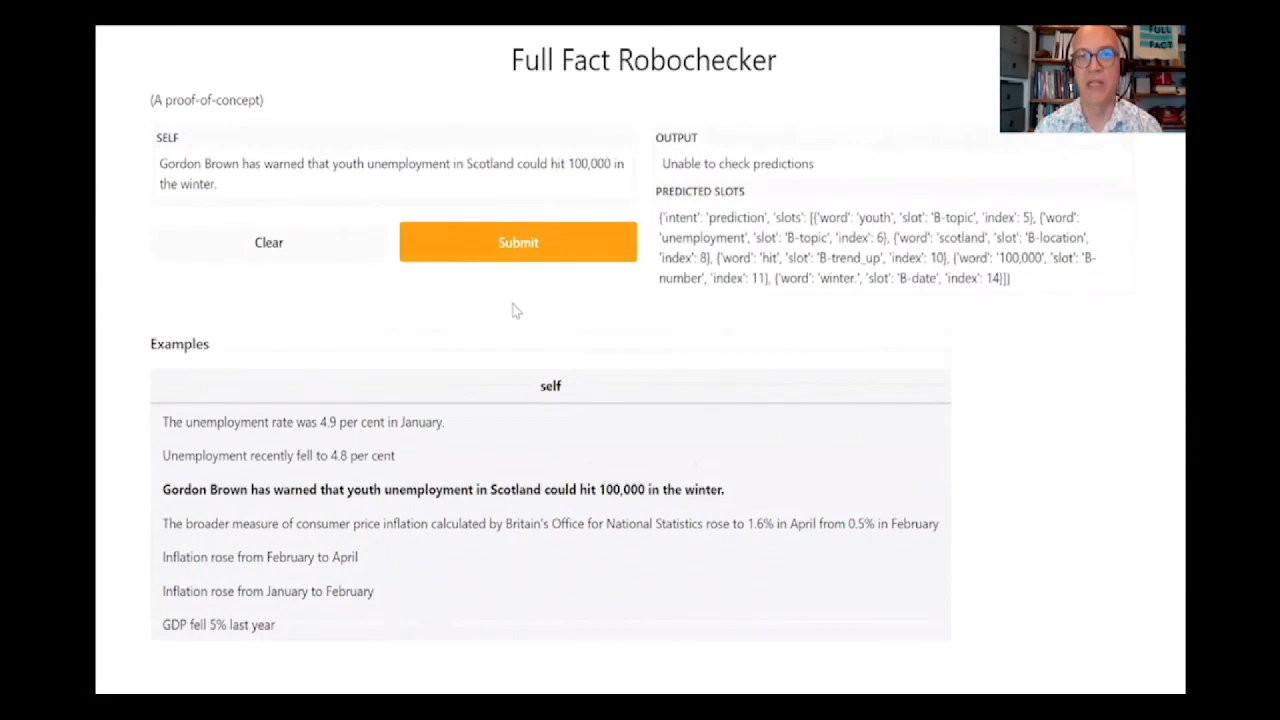 Full Fact Robochecker
FULL
FACT
(A proof-of-concept)
SELF
Gordon Brown has warned that youth unemployment in Scotland could hit 100,000 in
the winter.
Clear
Submit
OUTPUT
Unable to check predictions
PREDICTED SLOTS
{'intent': 'prediction', 'slots': [{'word': 'youth', 'slot': 'B-topic', 'index': 5}, {'word':
'unemployment', 'slot': 'B-topic', 'index': 6}, {'word': 'scotland', 'slot': 'B-location',
'index': 8}, {'word': 'hit', 'slot': 'B-trend_up', 'index': 10}, {'word': '100,000', 'slot': 'B-
number', 'index': 11}, {'word': 'winter.', 'slot': 'B-date', 'index': 14}]}
Examples
self
The unemployment rate was 4.9 per cent in January.
Unemployment recently fell to 4.8 per cent
Gordon Brown has warned that youth unemployment in Scotland could hit 100,000 in the winter.
The broader measure of consumer price inflation calculated by Britain's Office for National Statistics rose to 1.6% in April from 0.5% in February
Inflation rose from February to April
Inflation rose from January to February
GDP fell 5% last year